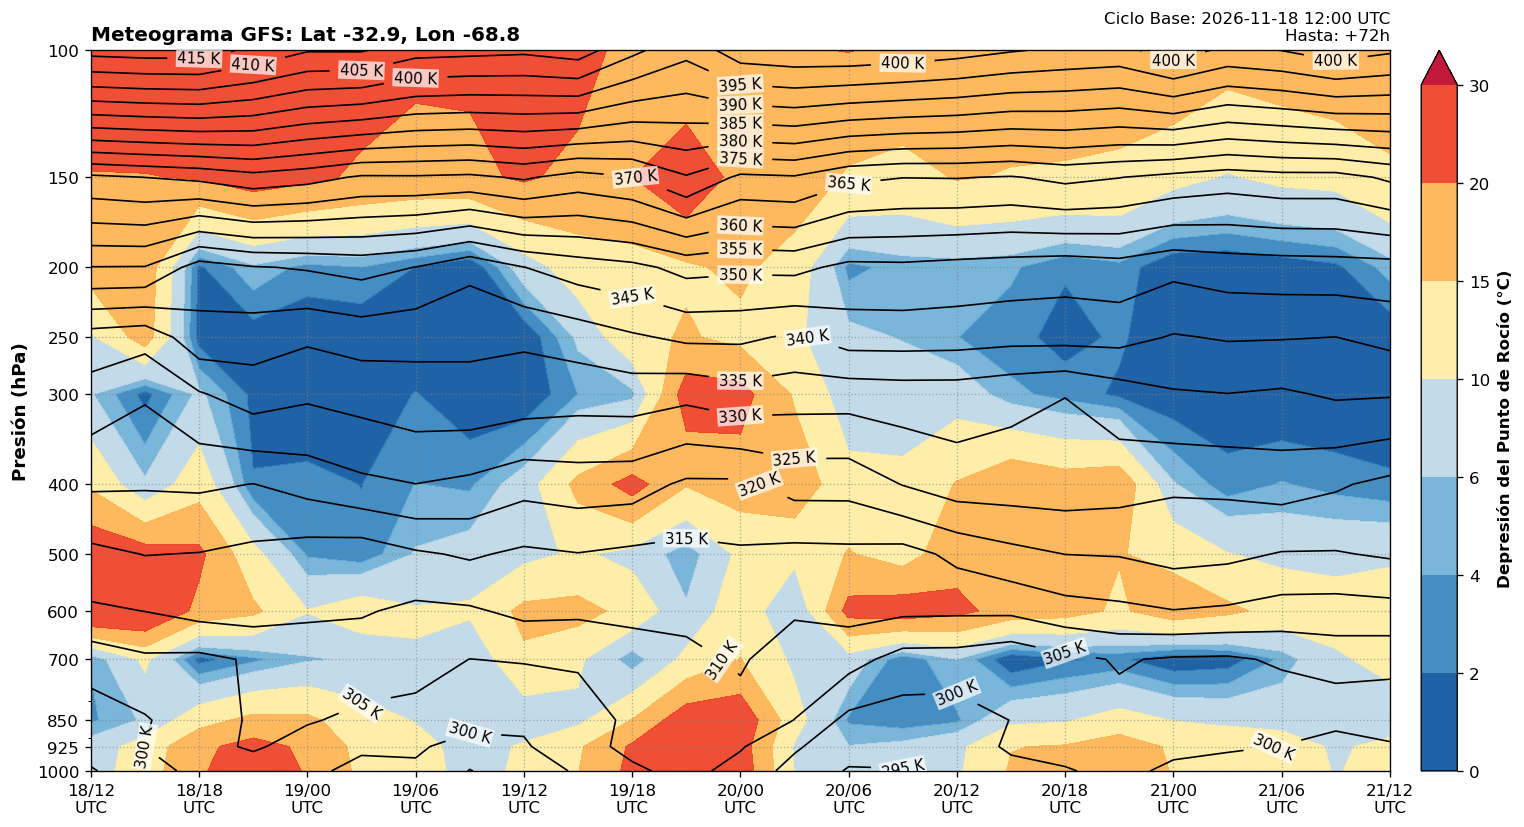 Meteograma GFS: Lat -32.9, Lon -68.8
Ciclo Base: 2026-11-18 12:00 UTC
Hasta: +72h
Presión (hPa)
100
150
200
250
300
400
500
600
700
850
925
1000
415 K
410 K
405 K
400 K
400 K
400 K
400 K
395 K
390 K
385 K
380 K
375 K
370 K
365 K
360 K
355 K
350 K
345 K
340 K
335 K
330 K
325 K
320 K
315 K
310 K
305 K
305 K
300 K
300 K
300 K
300 K
295 K
18/12 UTC
18/18 UTC
19/00 UTC
19/06 UTC
19/12 UTC
19/18 UTC
20/00 UTC
20/06 UTC
20/12 UTC
20/18 UTC
21/00 UTC
21/06 UTC
21/12 UTC
30
20
15
10
6
4
2
0
Depresión del Punto de Rocío (°C)